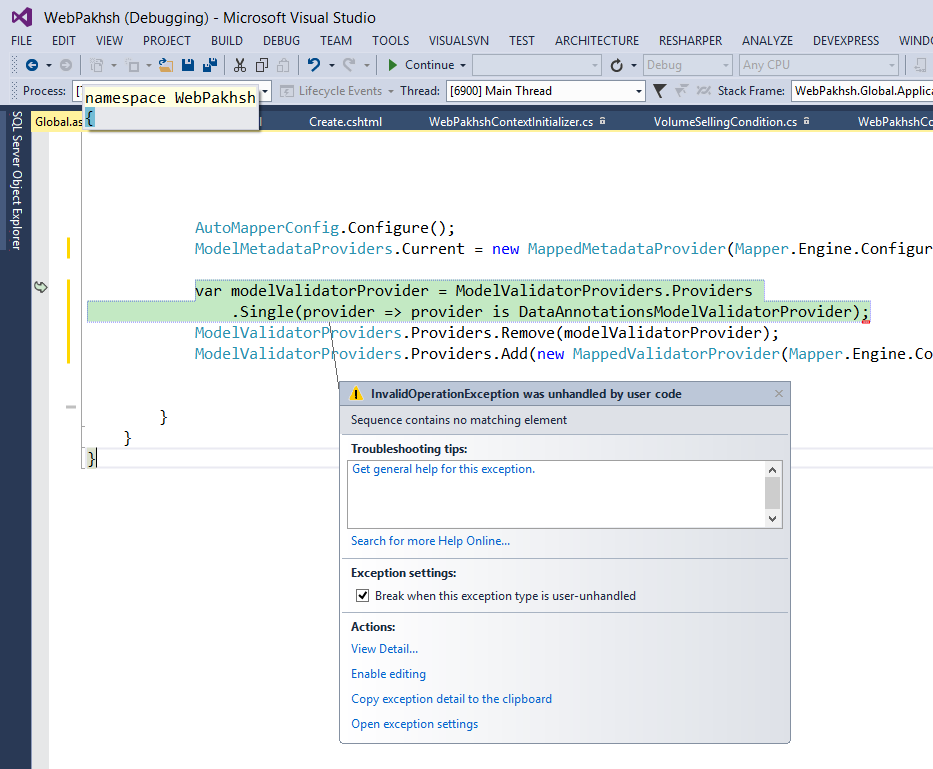 WebPakhsh (Debugging) - Microsoft Visual Studio
FILE EDIT VIEW PROJECT BUILD DEBUG TEAM TOOLS VISUALSVN TEST ARCHITECTURE RESHARPER ANALYZE DEVEXPRESS WINDO
Continue Debug Any CPU
Process: [ Lifecycle Events Thread: [6900] Main Thread Stack Frame: WebPakhsh.Global.Applica
namespace WebPakhsh
{
Global.as Create.cshtml WebPakhshContextInitializer.cs VolumeSellingCondition.cs WebPakhshCo
SQL Server Object Explorer
AutoMapperConfig.Configure();
ModelMetadataProviders.Current = new MappedMetadataProvider(Mapper.Engine.Configur
var modelValidatorProvider = ModelValidatorProviders.Providers
.Single(provider => provider is DataAnnotationsModelValidatorProvider);
ModelValidatorProviders.Providers.Remove(modelValidatorProvider);
ModelValidatorProviders.Providers.Add(new MappedValidatorProvider(Mapper.Engine.Co
}
}
}
InvalidOperationException was unhandled by user code
Sequence contains no matching element
Troubleshooting tips:
Get general help for this exception.
Search for more Help Online...
Exception settings:
Break when this exception type is user-unhandled
Actions:
View Detail...
Enable editing
Copy exception detail to the clipboard
Open exception settings